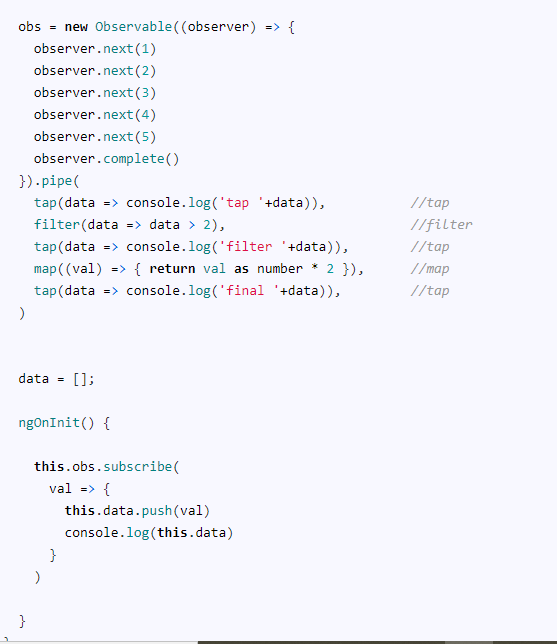 obs = new Observable((observer) => {
observer.next(1)
observer.next(2)
observer.next(3)
observer.next(4)
observer.next(5)
observer.complete()
}).pipe(
tap(data => console.log('tap '+data)), //tap
filter(data => data > 2), //filter
tap(data => console.log('filter '+data)), //tap
map((val) => { return val as number * 2 }), //map
tap(data => console.log('final '+data)), //tap
)
data = [];
ngOnInit() {
this.obs.subscribe(
val => {
this.data.push(val)
console.log(this.data)
}
)
}